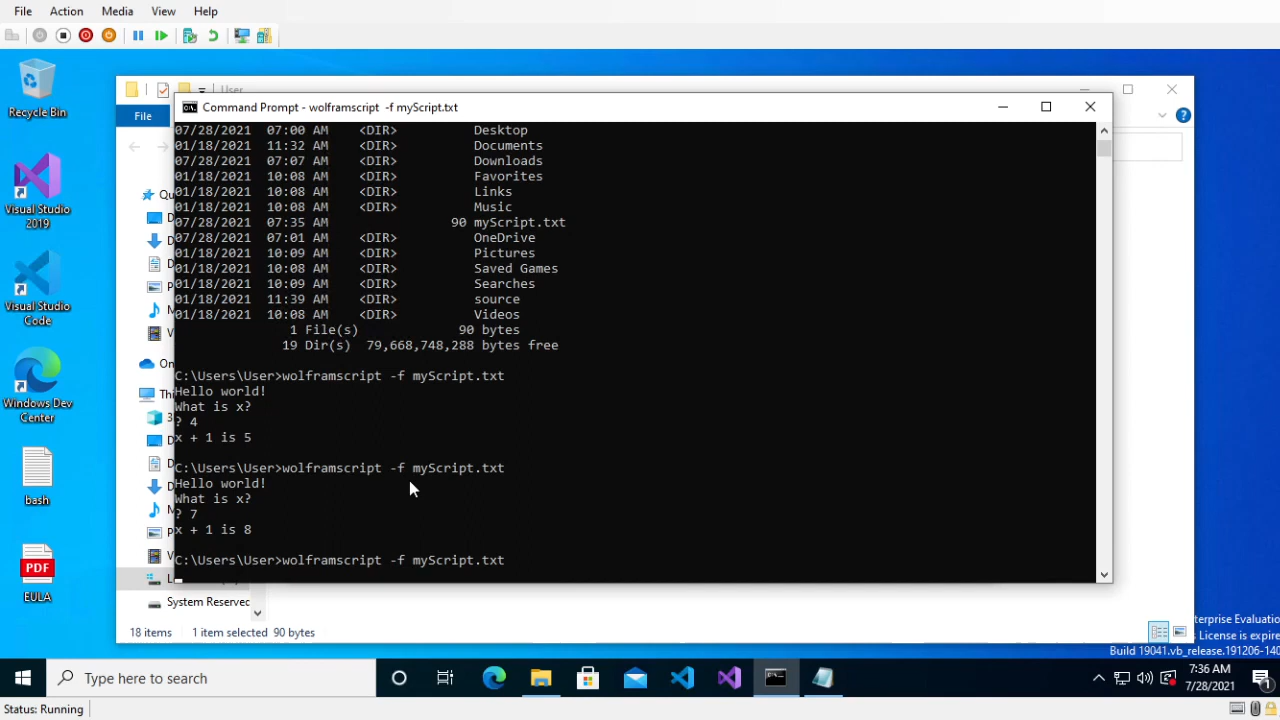 File Action Media View Help
Recycle Bin
Visual Studio 2019
Visual Studio Code
Windows Dev Center
bash
PDF
EULA
User
File
Command Prompt - wolframscript -f myScript.txt
07/28/2021 07:00 AM <DIR> Desktop
01/18/2021 11:32 AM <DIR> Documents
07/28/2021 07:07 AM <DIR> Downloads
01/18/2021 10:08 AM <DIR> Favorites
01/18/2021 10:08 AM <DIR> Links
01/18/2021 10:08 AM <DIR> Music
07/28/2021 07:35 AM 90 myScript.txt
07/28/2021 07:01 AM <DIR> OneDrive
01/18/2021 10:09 AM <DIR> Pictures
01/18/2021 10:08 AM <DIR> Saved Games
01/18/2021 10:09 AM <DIR> Searches
01/18/2021 11:39 AM <DIR> source
01/18/2021 10:08 AM <DIR> Videos
1 File(s) 90 bytes
19 Dir(s) 79,668,748,288 bytes free
C:\Users\User>wolframscript -f myScript.txt
Hello world!
What is x?
? 4
x + 1 is 5
C:\Users\User>wolframscript -f myScript.txt
Hello world!
What is x?
? 7
x + 1 is 8
C:\Users\User>wolframscript -f myScript.txt
System Reserved
18 items 1 item selected 90 bytes
terprise Evaluatio
License is expire
Build 19041.vb_release.191206-140
Type here to search
7:36 AM
7/28/2021
1
Status: Running